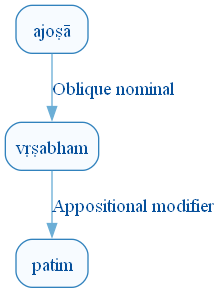 ajoṣā
Oblique nominal
vṛṣabham
Appositional modifier
patim